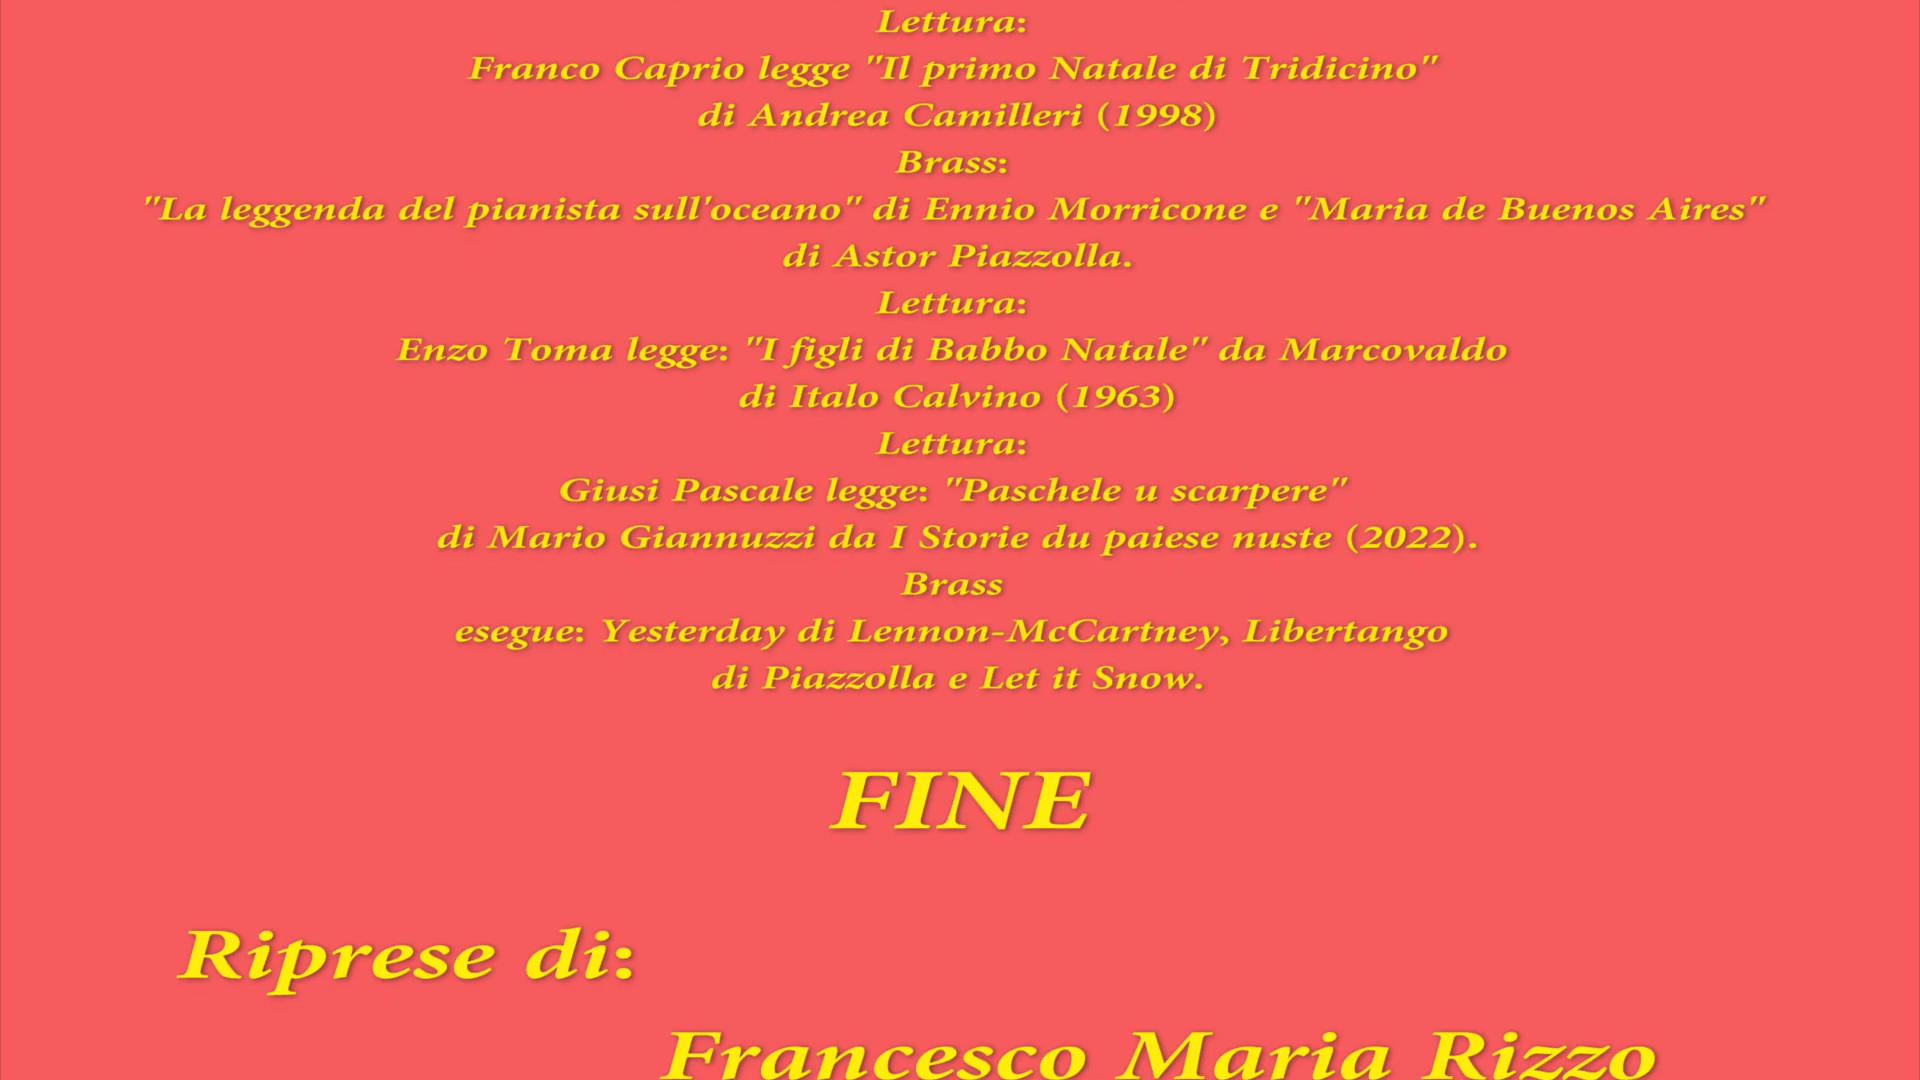 Lettura:
Franco Caprio legge "Il primo Natale di Tridicino"
di Andrea Camilleri (1998)
Brass:
"La leggenda del pianista sull'oceano" di Ennio Morricone e "Maria de Buenos Aires"
di Astor Piazzolla.
Lettura:
Enzo Toma legge: "I figli di Babbo Natale" da Marcovaldo
di Italo Calvino (1963)
Lettura:
Giusi Pascale legge: "Paschele u scarpere"
di Mario Giannuzzi da I Storie du paiese nuste (2022).
Brass
esegue: Yesterday di Lennon-McCartney, Libertango
di Piazzolla e Let it Snow.
FINE
Riprese di:
Francesco Maria Rizzo